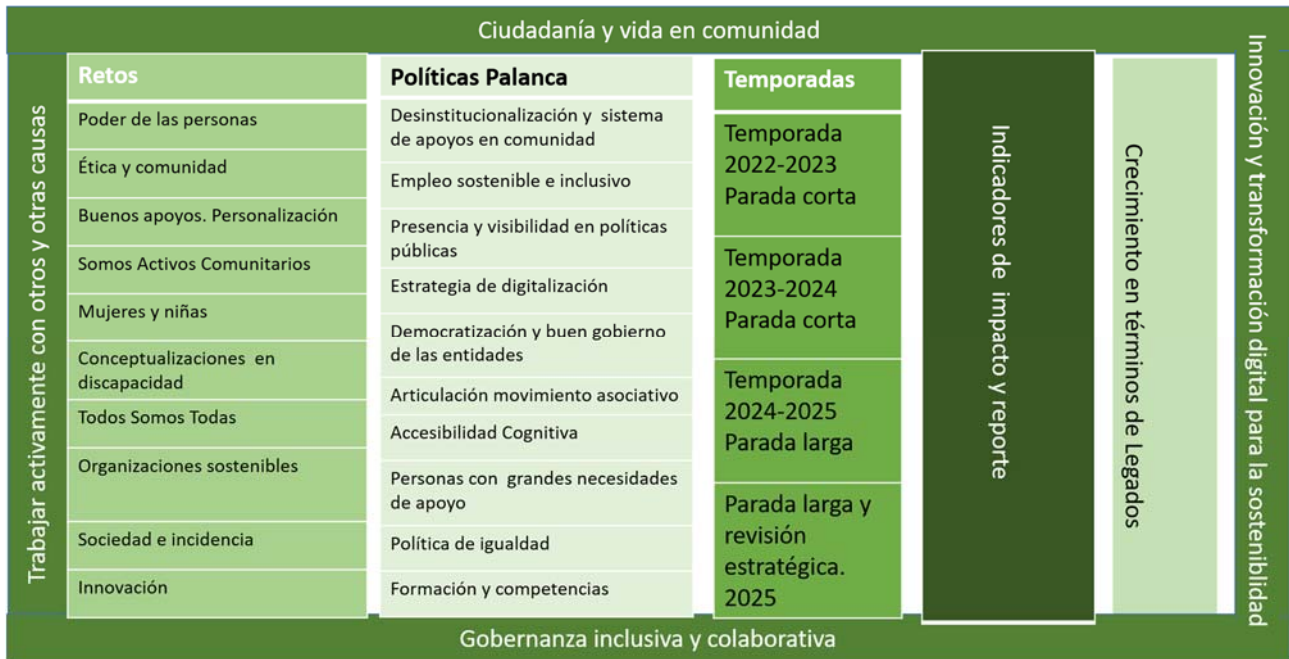 Ciudadanía y vida en comunidad
Trabajar activamente con otros y otras causas
Retos
Poder de las personas
Ética y comunidad
Buenos apoyos. Personalización
Somos Activos Comunitarios
Mujeres y niñas
Conceptualizaciones en
discapacidad
Todos Somos Todas
Organizaciones sostenibles
Sociedad e incidencia
Innovación
Políticas Palanca
Desinstitucionalización y sistema
de apoyos en comunidad
Empleo sostenible e inclusivo
Presencia y visibilidad en políticas
públicas
Estrategia de digitalización
Democratización y buen gobierno
de las entidades
Articulación movimiento asociativo
Accesibilidad Cognitiva
Personas con grandes necesidades
de apoyo
Política de igualdad
Formación y competencias
Temporadas
Temporada
2022-2023
Parada corta
Temporada
2023-2024
Parada corta
Temporada
2024-2025
Parada larga
Parada larga y
revisión
estratégica.
2025
Indicadores de impacto y reporte
Crecimiento en términos de Legados
Innovación y transformación digital para la sosteniblidad
Gobernanza inclusiva y colaborativa